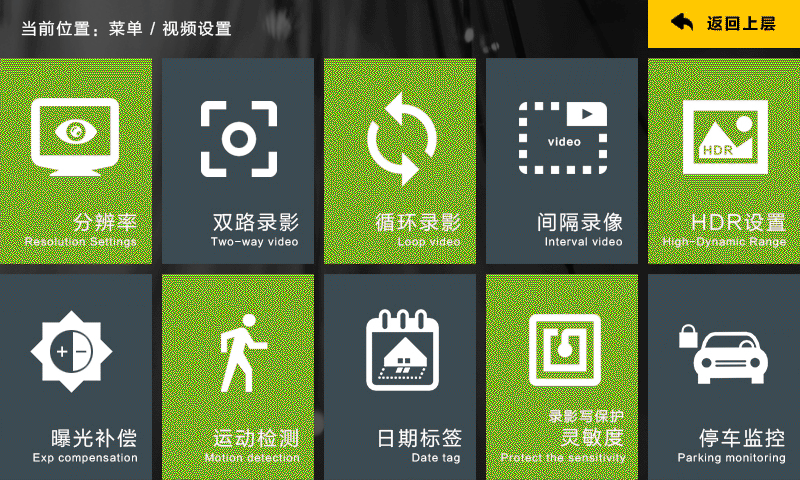 当前位置：菜单 / 视频设置
返回上层
分辨率
Resolution Settings
双路录影
Two-way video
循环录影
Loop video
video
间隔录像
Interval video
HDR
HDR设置
High-Dynamic Range
曝光补偿
Exp compensation
运动检测
Motion detection
日期标签
Date tag
录影写保护
灵敏度
Protect the sensitivity
停车监控
Parking monitoring